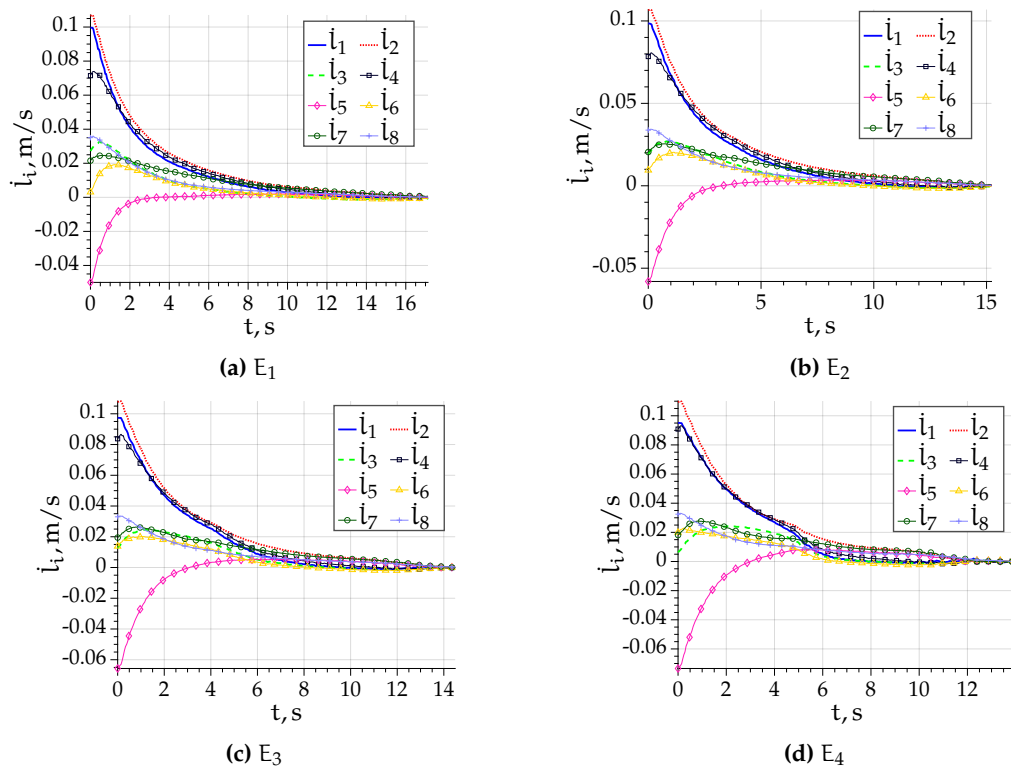 0.1
0.08
0.06
0.04
0.02
0
-0.02
-0.04
l̇ᵢ, m/s
0 2 4 6 8 10 12 14 16
t, s
l̇₁ l̇₂
l̇₃ l̇₄
l̇₅ l̇₆
l̇₇ l̇₈
(a) E₁
0.1
0.05
0
-0.05
l̇ᵢ, m/s
0 5 10 15
t, s
l̇₁ l̇₂
l̇₃ l̇₄
l̇₅ l̇₆
l̇₇ l̇₈
(b) E₂
0.1
0.08
0.06
0.04
0.02
0
-0.02
-0.04
-0.06
l̇ᵢ, m/s
0 2 4 6 8 10 12 14
t, s
l̇₁ l̇₂
l̇₃ l̇₄
l̇₅ l̇₆
l̇₇ l̇₈
(c) E₃
0.1
0.08
0.06
0.04
0.02
0
-0.02
-0.04
-0.06
l̇ᵢ, m/s
0 2 4 6 8 10 12
t, s
l̇₁ l̇₂
l̇₃ l̇₄
l̇₅ l̇₆
l̇₇ l̇₈
(d) E₄